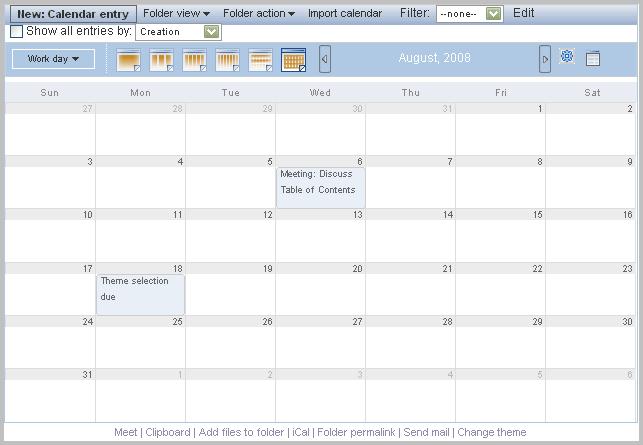 New: Calendar entry Folder view Folder action Import calendar Filter: --none-- Edit
Show all entries by: Creation
Work day August, 2008
Sun Mon Tue Wed Thu Fri Sat
27 28 29 30 31 1 2
3 4 5 6 7 8 9
Meeting: Discuss
Table of Contents
10 11 12 13 14 15 16
17 18 19 20 21 22 23
Theme selection
due
24 25 26 27 28 29 30
31 1 2 3 4 5 6
Meet | Clipboard | Add files to folder | iCal | Folder permalink | Send mail | Change theme